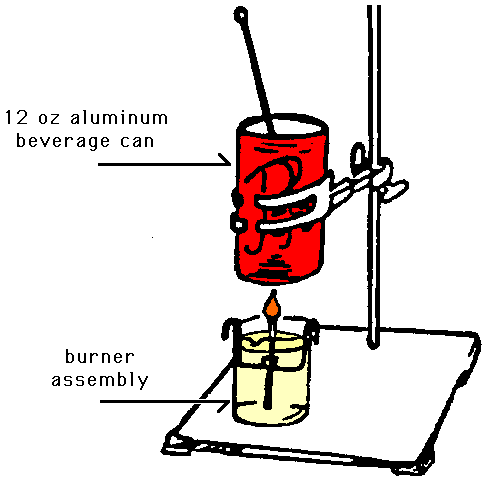 12 oz aluminum
beverage can
burner
assembly